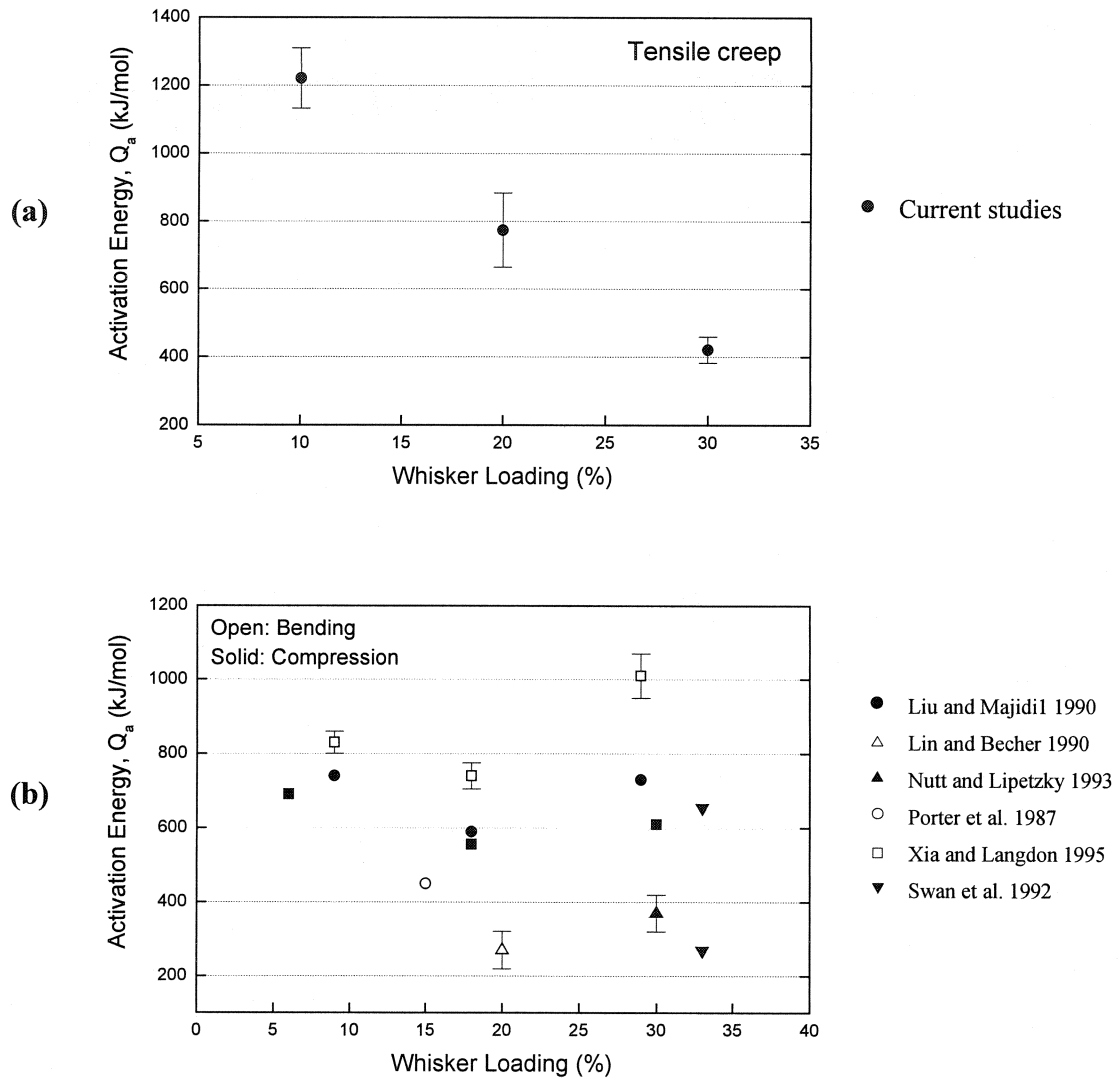 1400
1200
1000
800
600
400
200
5
10
15
20
25
30
35
Activation Energy, Qa (kJ/mol)
Tensile creep
Whisker Loading (%)
(a)
Current studies
1200
1000
800
600
400
200
0
5
10
15
20
25
30
35
40
Activation Energy, Qa (kJ/mol)
Open: Bending
Solid: Compression
Whisker Loading (%)
(b)
Liu and Majidi1 1990
Lin and Becher 1990
Nutt and Lipetzky 1993
Porter et al. 1987
Xia and Langdon 1995
Swan et al. 1992